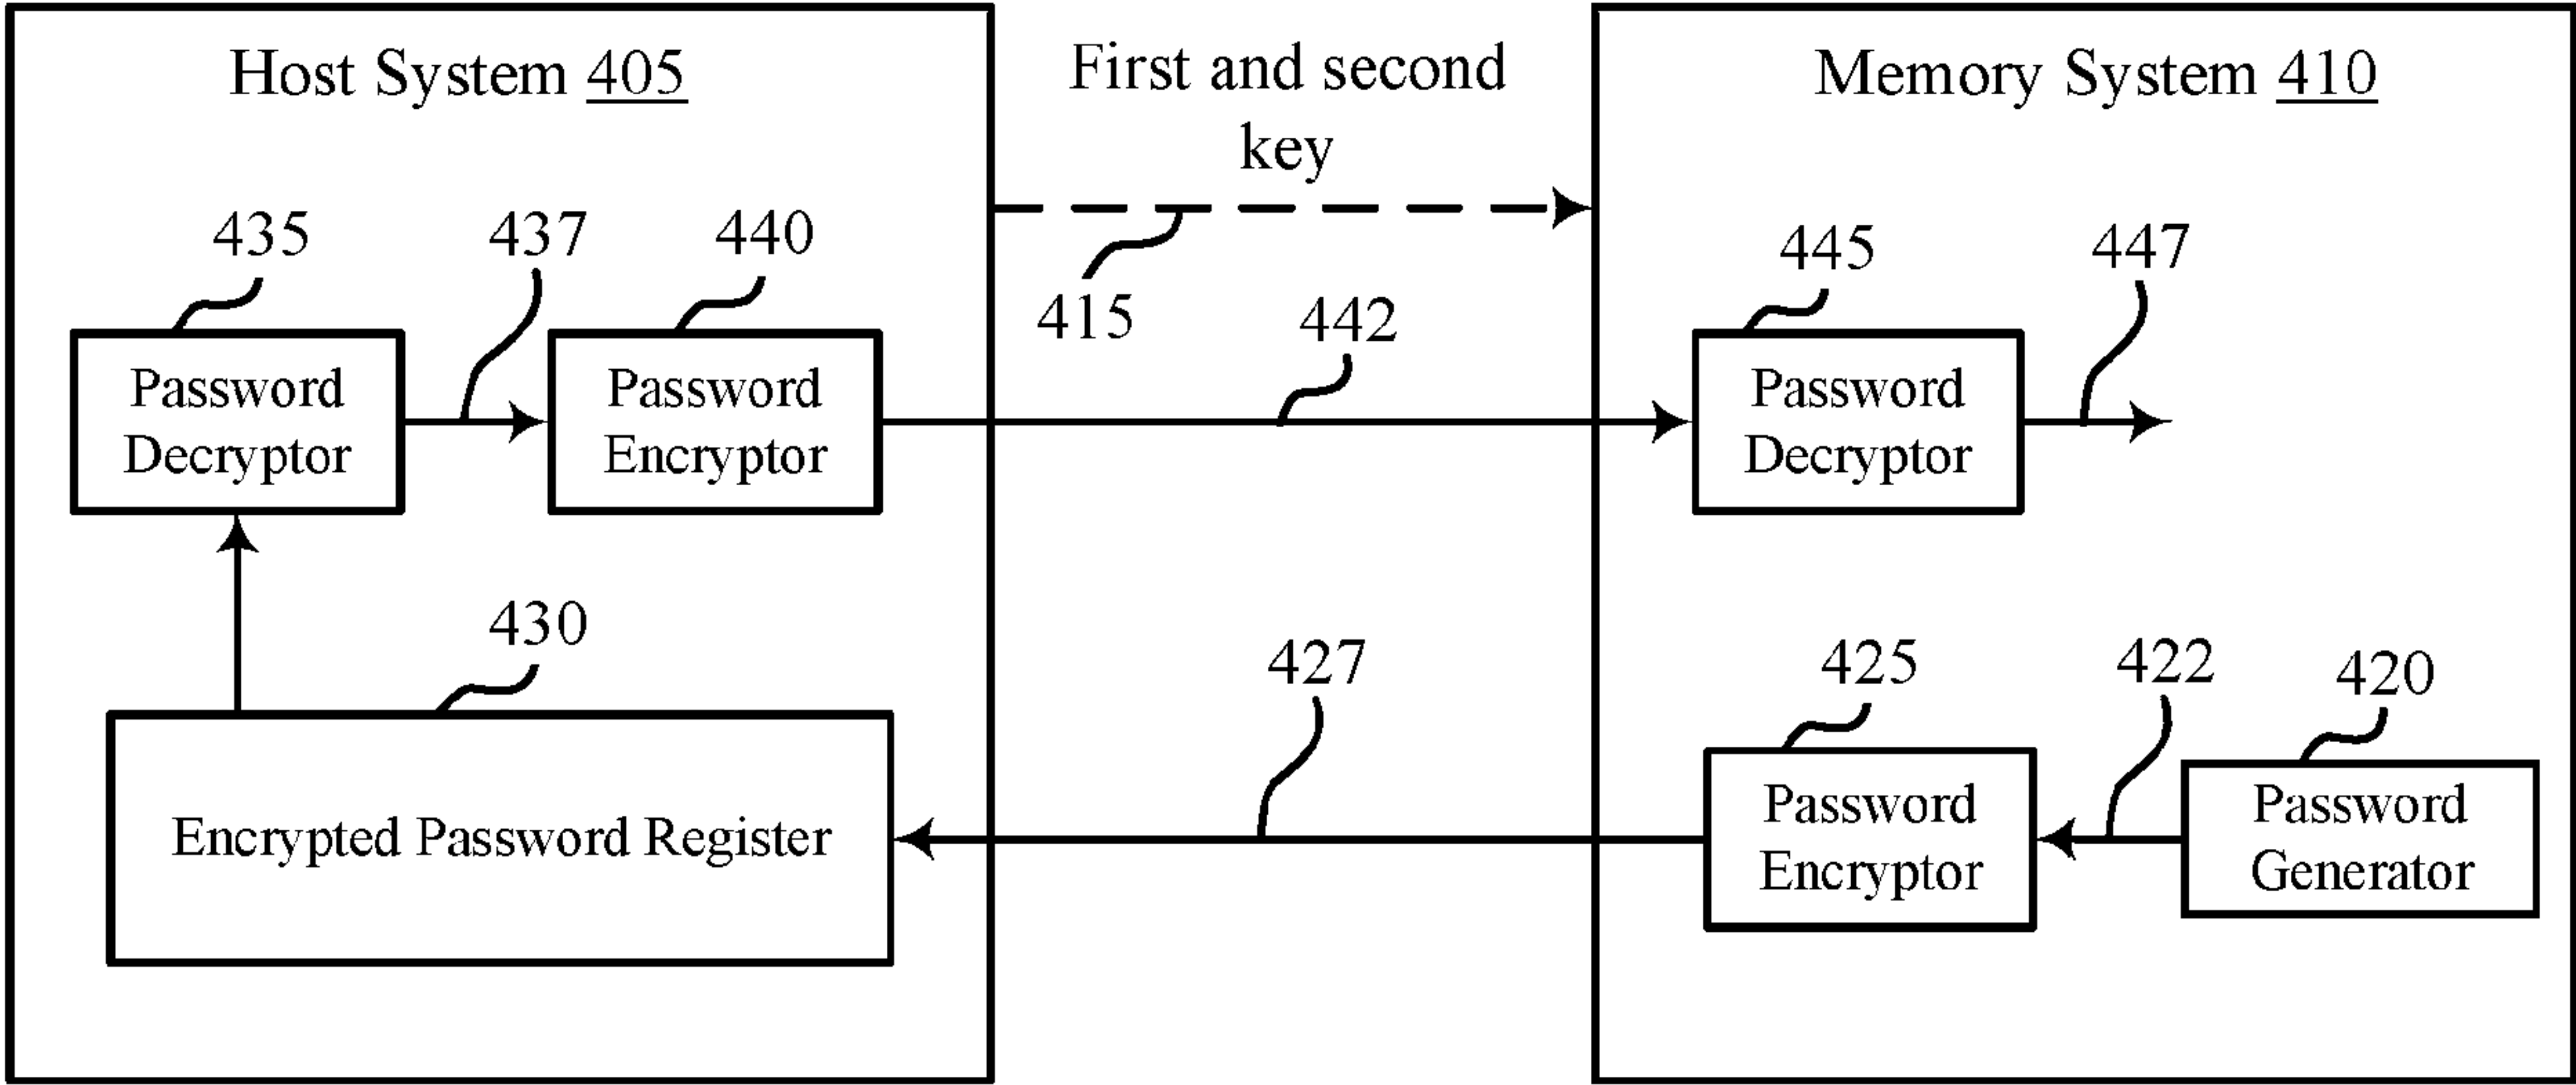 Host System 405
First and second
key
Memory System 410
435
437
440
415
442
445
447
Password
Decryptor
Password
Encryptor
Password
Decryptor
430
427
425
422
420
Encrypted Password Register
Password
Encryptor
Password
Generator